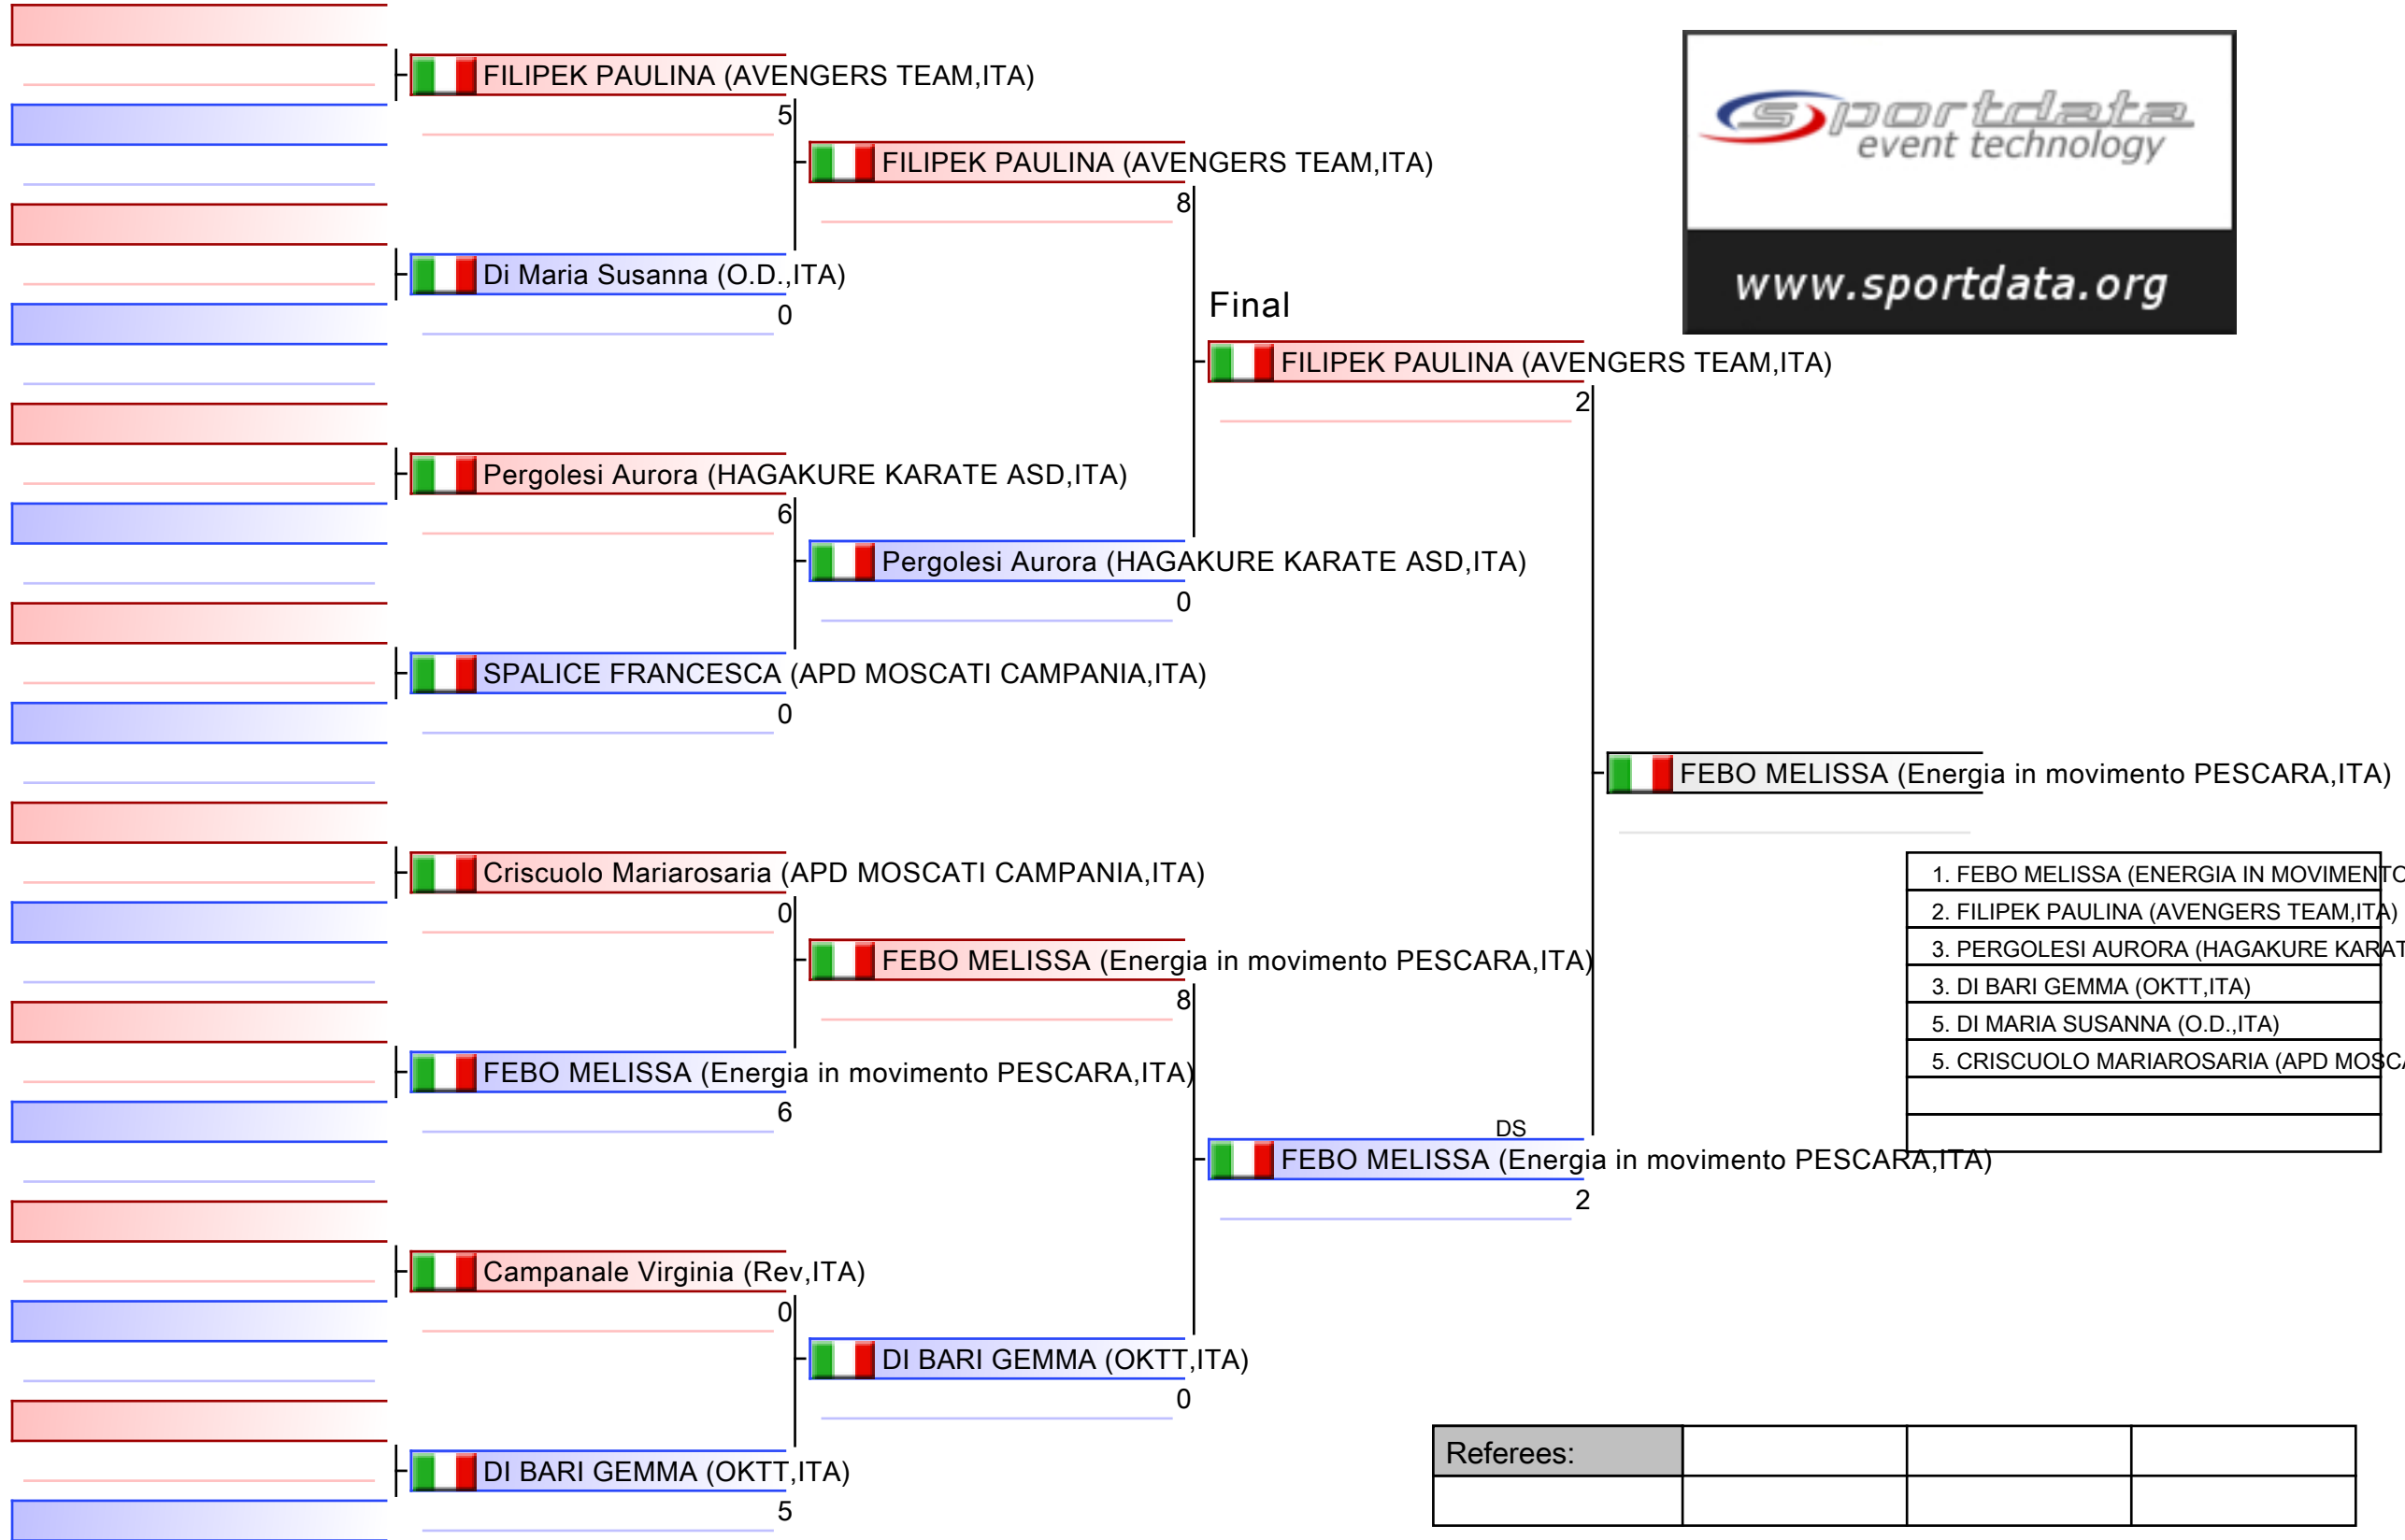 FILIPEK PAULINA (AVENGERS TEAM,ITA)
5
Di Maria Susanna (O.D.,ITA)
0
Pergolesi Aurora (HAGAKURE KARATE ASD,ITA)
6
SPALICE FRANCESCA (APD MOSCATI CAMPANIA,ITA)
0
Criscuolo Mariarosaria (APD MOSCATI CAMPANIA,ITA)
0
FEBO MELISSA (Energia in movimento PESCARA,ITA)
6
Campanale Virginia (Rev,ITA)
0
DI BARI GEMMA (OKTT,ITA)
5
FILIPEK PAULINA (AVENGERS TEAM,ITA)
8
Pergolesi Aurora (HAGAKURE KARATE ASD,ITA)
0
FEBO MELISSA (Energia in movimento PESCARA,ITA)
8
DI BARI GEMMA (OKTT,ITA)
0
Final
FILIPEK PAULINA (AVENGERS TEAM,ITA)
2
DS
FEBO MELISSA (Energia in movimento PESCARA,ITA)
2
FEBO MELISSA (Energia in movimento PESCARA,ITA)
sportdata
event technology
www.sportdata.org
1. FEBO MELISSA (ENERGIA IN MOVIMENTO
2. FILIPEK PAULINA (AVENGERS TEAM,ITA)
3. PERGOLESI AURORA (HAGAKURE KARAT
3. DI BARI GEMMA (OKTT,ITA)
5. DI MARIA SUSANNA (O.D.,ITA)
5. CRISCUOLO MARIAROSARIA (APD MOSCA
Referees: